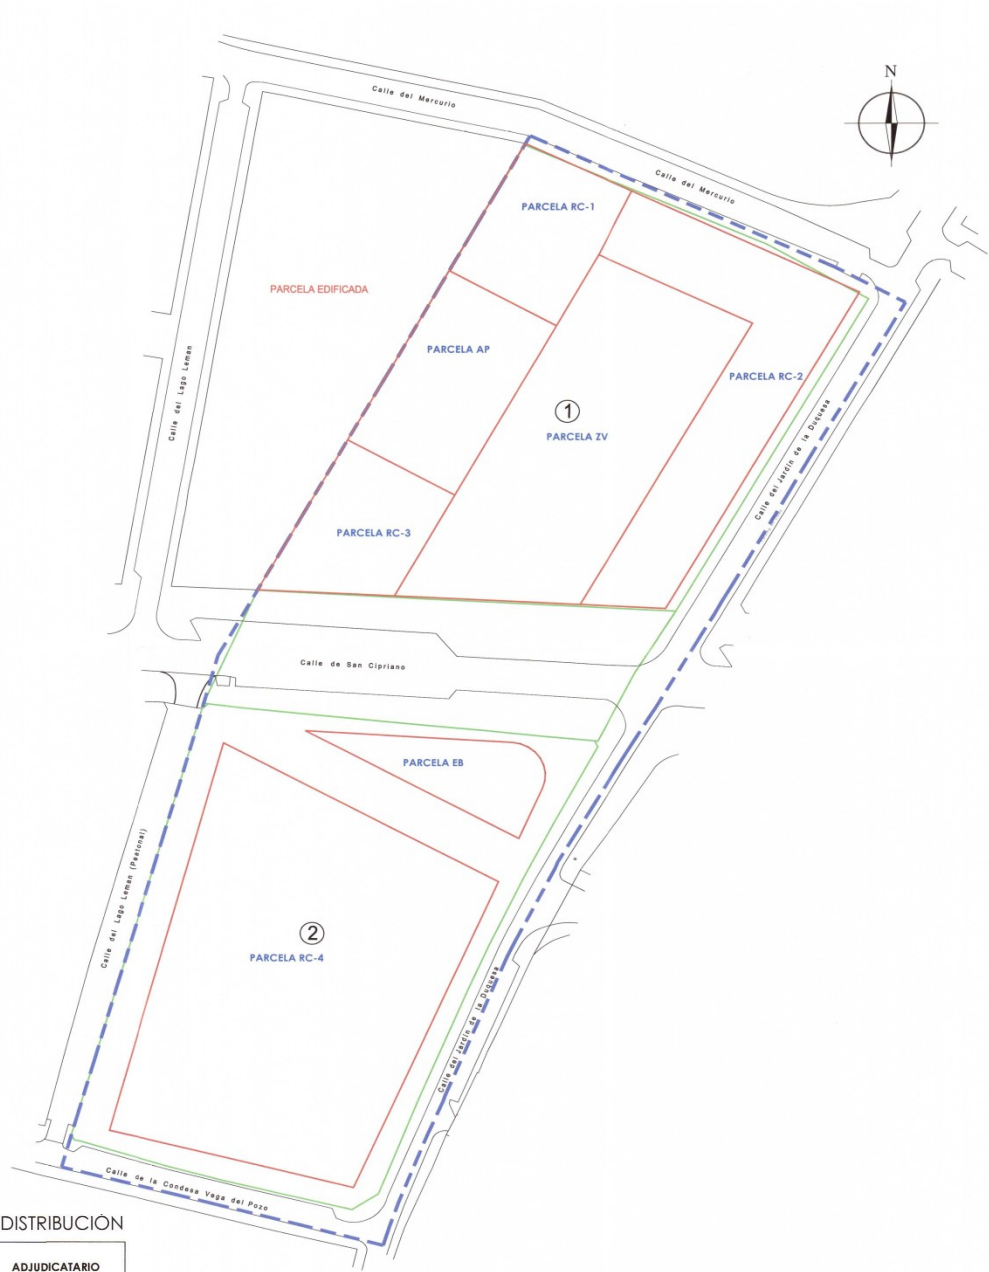 N
Calle del Mercurio
Calle del Mercurio
PARCELA RC-1
PARCELA EDIFICADA
PARCELA AP
Calle del Lago Leman
PARCELA RC-2
1
PARCELA ZV
Calle del Jardín de la Duquesa
PARCELA RC-3
Calle de San Cipriano
PARCELA EB
Calle del Lago Leman (Peatonal)
2
PARCELA RC-4
Calle del Jardín de la Duquesa
Calle de la Condesa Vega del Pozo
DISTRIBUCIÓN
ADJUDICATARIO